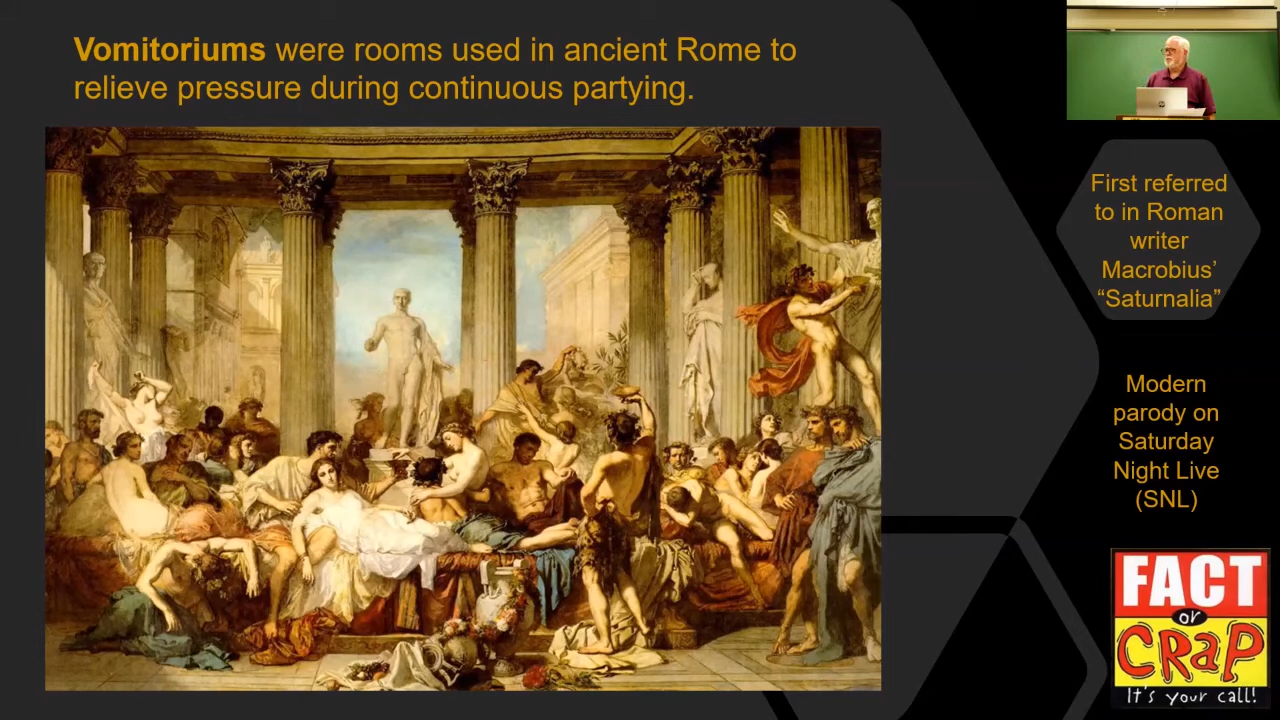 Vomitoriums were rooms used in ancient Rome to
relieve pressure during continuous partying.
First referred
to in Roman
writer
Macrobius’
“Saturnalia”
Modern
parody on
Saturday
Night Live
(SNL)
FACT
or
CRaP
It's your call!